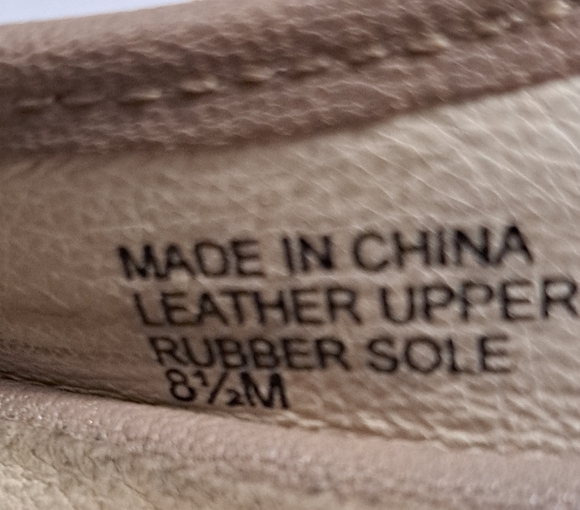 MADE IN CHINA
LEATHER UPPER
RUBBER SOLE
8½M